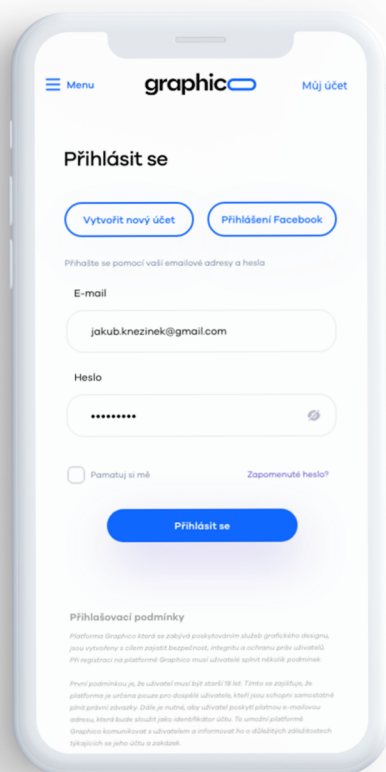 Menu
graphico
Můj účet
Přihlásit se
Vytvořit nový účet
Přihlášení Facebook
Přihašte se pomocí vaší emailové adresy a hesla
E-mail
jakub.knezinek@gmail.com
Heslo
•••••••••
Pamatuj si mě
Zapomenuté heslo?
Přihlásit se
Přihlašovací podmínky
Platforma Graphico která se zabývá poskytováním služeb grafického designu,
jsou vytvořeny s cílem zajistit bezpečnost, integritu a ochranu práv uživatelů
Při registraci na platformě Graphico musí uživatelé splnit několik podmínek.
První podmínkou je, že uživatel musí být starší 18 let. Tímto se zajišťuje, že
platforma je určena pouze pro dospělé uživatele, kteří jsou schopni samostatně
plnit právní závazky. Dále je nutné, aby uživatel poskytl platnou e-mailovou
adresu, která bude sloužit jako identifikátor účtu. To umožní platformě
Graphico komunikovat s uživatelem a informovat ho o důležitých záležitostech
týkajících se jeho účtu a zakázek.